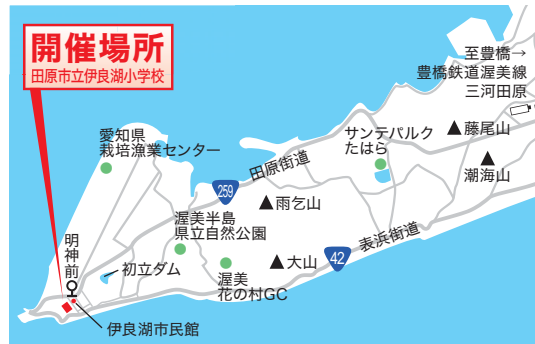 開催場所
田原市立伊良湖小学校
至豊橋→
豊橋鉄道渥美線
三河田原
藤尾山
潮海山
サンテパルク
たはら
愛知県
栽培漁業センター
田原街道
259
雨乞山
渥美半島
県立自然公園
表浜街道
42
大山
渥美
花の村GC
明神前
初立ダム
伊良湖市民館